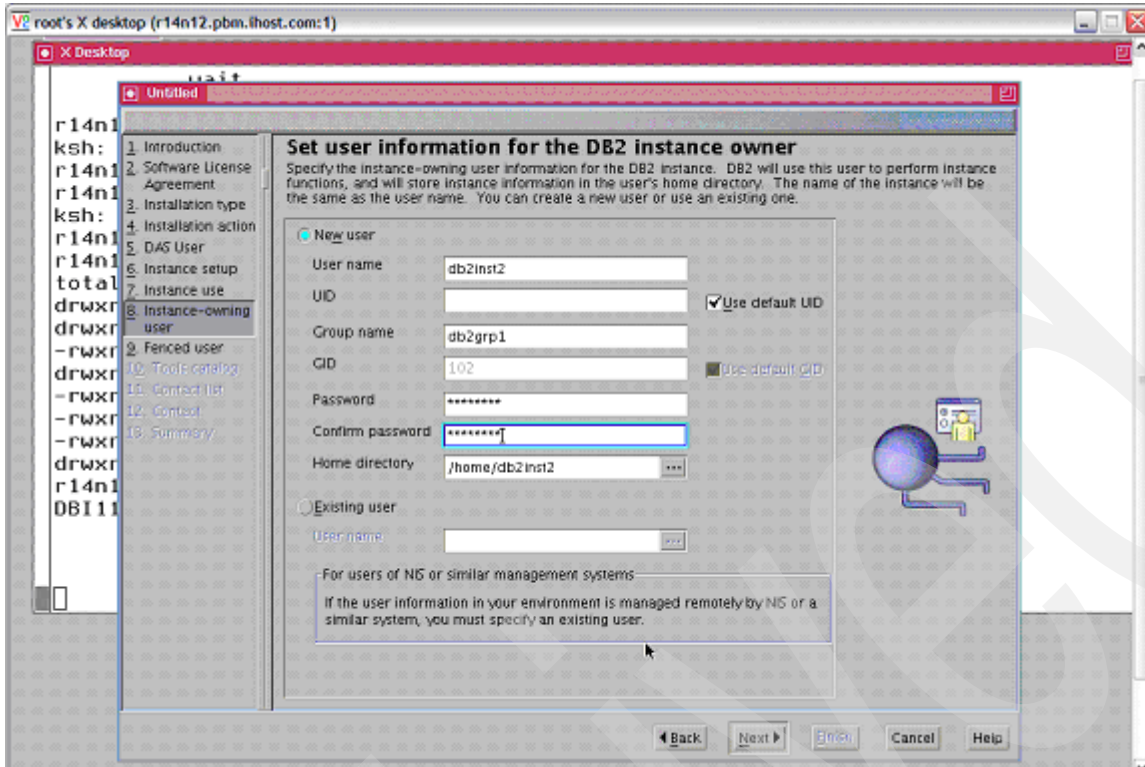 root's X desktop (r14n12.pbm.ihost.com:1)
X Desktop
wait
Untitled
r14n1
ksh:
r14n1
r14n1
ksh:
r14n1
r14n1
total
drwxr
drwxr
-rwxr
drwxr
-rwxr
-rwxr
-rwxr
drwxr
r14n1
DBI11
1. Introduction
2. Software License
Agreement
3. Installation type
4. Installation action
5. DAS User
6. Instance setup
7. Instance use
8. Instance-owning
user
9. Fenced user
10. Tools catalog
11. Contact list
12. Contact
13. Summary
Set user information for the DB2 instance owner
Specify the instance-owning user information for the DB2 instance. DB2 will use this user to perform instance
functions, and will store instance information in the user's home directory. The name of the instance will be
the same as the user name. You can create a new user or use an existing one.
New user
User name db2inst2
UID Use default UID
Group name db2grp1
GID 102 Use default GID
Password ********
Confirm password ********
Home directory /home/db2inst2 ...
Existing user
User name ...
For users of NIS or similar management systems
If the user information in your environment is managed remotely by NIS or a
similar system, you must specify an existing user.
Back Next Finish Cancel Help